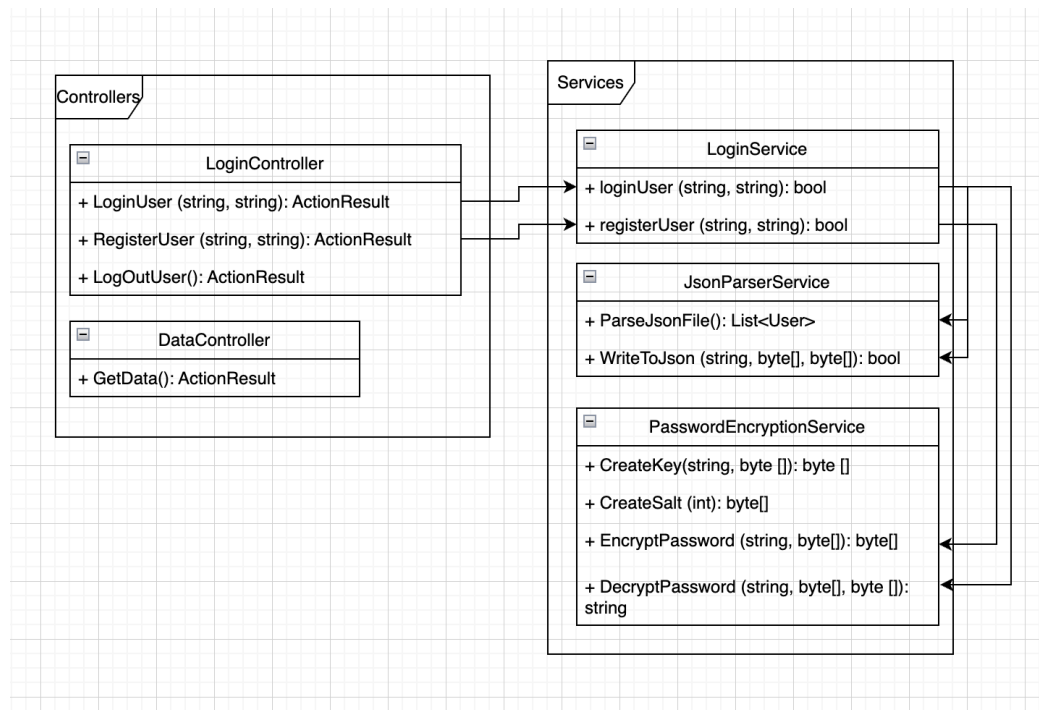 Controllers
LoginController
+ LoginUser (string, string): ActionResult
+ RegisterUser (string, string): ActionResult
+ LogOutUser(): ActionResult
DataController
+ GetData(): ActionResult
Services
LoginService
+ loginUser (string, string): bool
+ registerUser (string, string): bool
JsonParserService
+ ParseJsonFile(): List<User>
+ WriteToJson (string, byte[], byte[]): bool
PasswordEncryptionService
+ CreateKey(string, byte []): byte []
+ CreateSalt (int): byte[]
+ EncryptPassword (string, byte[]): byte[]
+ DecryptPassword (string, byte[], byte []):
string